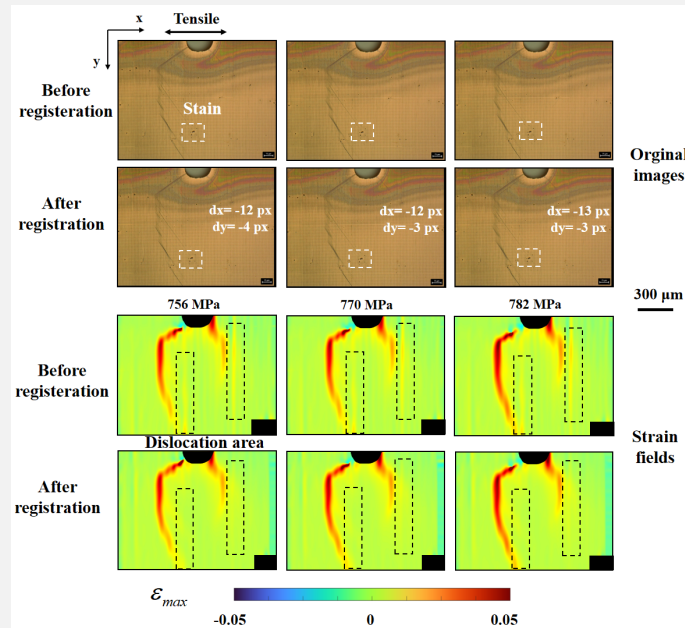 x
Tensile
y
Before
registeration
Stain
Orginal
images
After
registration
dx= -12 px
dy= -4 px
dx= -12 px
dy= -3 px
dx= -13 px
dy= -3 px
756 MPa
770 MPa
782 MPa
300 μm
Before
registeration
Dislocation area
Strain
fields
After
registration
εmax
-0.05
0
0.05